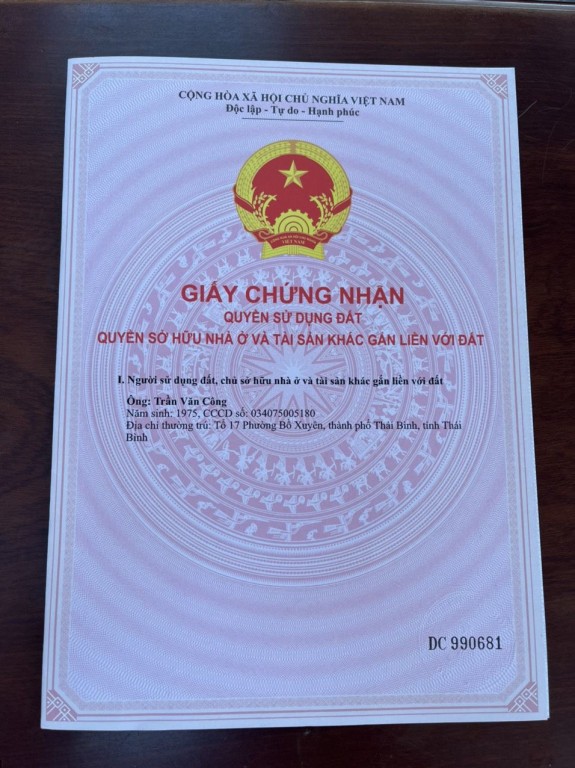 CỘNG HÒA XÃ HỘI CHỦ NGHĨA VIỆT NAM
Độc lập - Tự do - Hạnh phúc
VIỆT NAM
GIẤY CHỨNG NHẬN
QUYỀN SỬ DỤNG ĐẤT
QUYỀN SỞ HỮU NHÀ Ở VÀ TÀI SẢN KHÁC GẮN LIỀN VỚI ĐẤT
I. Người sử dụng đất, chủ sở hữu nhà ở và tài sản khác gắn liền với đất
Ông: Trần Văn Công
Năm sinh: 1975, CCCD số: 034075005180
Địa chỉ thường trú: Tổ 17 Phường Bồ Xuyên, thành phố Thái Bình, tỉnh Thái
Bình
DC 990681